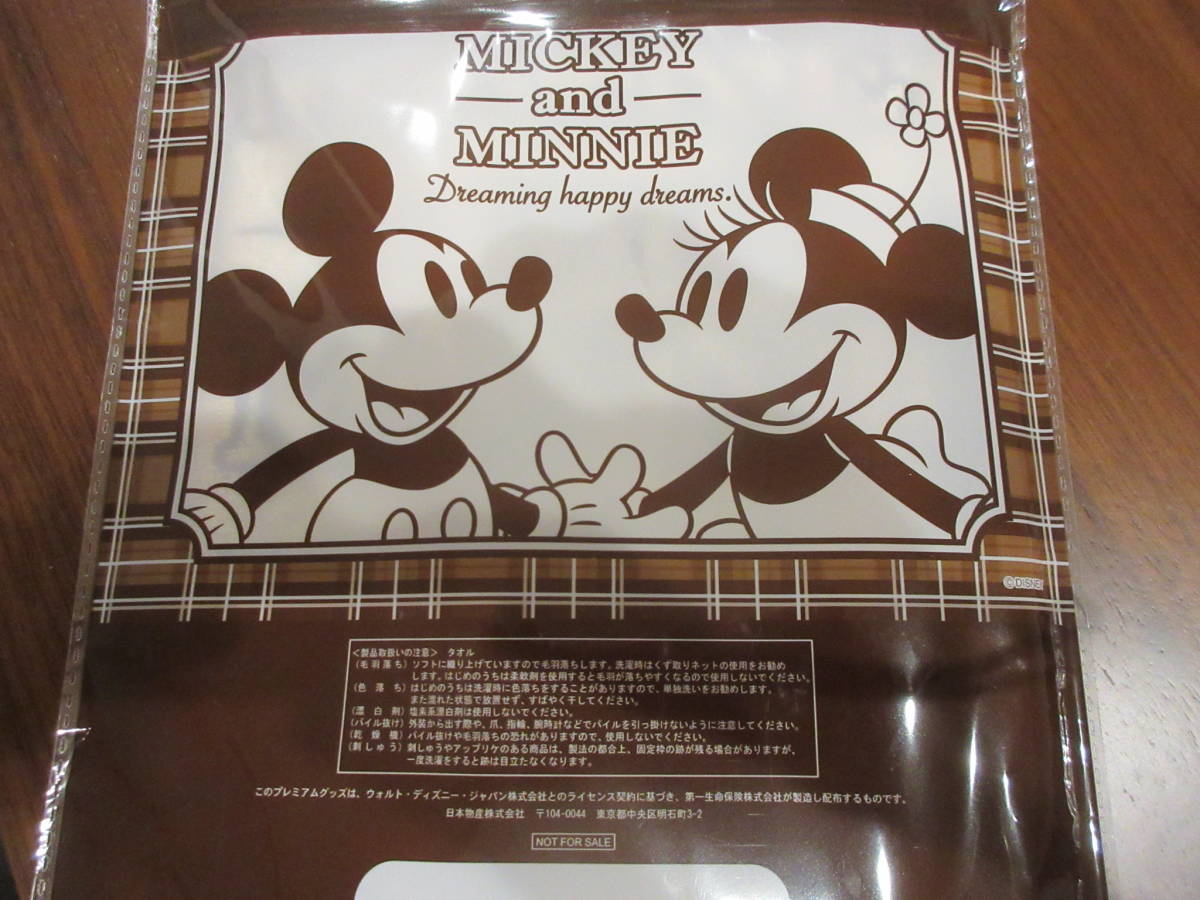 MICKEY
and
MINNIE
Dreaming happy dreams.
©DISNEY
<製品取扱いの注意> タオル
(毛羽落ち)ソフトに織り上げていますので毛羽落ちします。洗濯時はくず取りネットの使用をお勧め
します。はじめのうちは柔軟剤を使用すると毛羽が落ちやすくなるので使用しないでください。
(色落ち)はじめのうちは洗濯時に色落ちをすることがありますので、単独洗いをお勧めします。
また濡れた状態で放置せず、すばやく干してください。
(漂白剤)塩素系漂白剤は使用しないでください。
(パイル抜け)外装から出す際や、爪、指輪、腕時計などでパイルを引っ掛けないように注意してください。
(乾燥機)パイル抜けや毛羽落ちの恐れがありますので、使用しないでください。
(刺しゅう)刺しゅうやアップリケのある商品は、製法の都合上、固定枠の跡が残る場合がありますが、
一度洗濯をすると跡は目立たなくなります。
このプレミアムグッズは、ウォルト・ディズニー・ジャパン株式会社とのライセンス契約に基づき、第一生命保険株式会社が製造し配布するものです。
日本物産株式会社 〒104-0044 東京都中央区明石町3-2
NOT FOR SALE